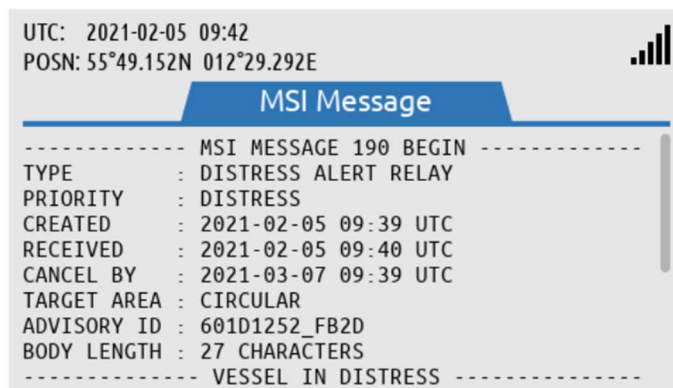 UTC: 2021-02-05 09:42
POSN: 55°49.152N 012°29.292E
MSI Message
------------- MSI MESSAGE 190 BEGIN -------------
TYPE : DISTRESS ALERT RELAY
PRIORITY : DISTRESS
CREATED : 2021-02-05 09:39 UTC
RECEIVED : 2021-02-05 09:40 UTC
CANCEL BY : 2021-03-07 09:39 UTC
TARGET AREA : CIRCULAR
ADVISORY ID : 601D1252_FB2D
BODY LENGTH : 27 CHARACTERS
-------------- VESSEL IN DISTRESS ---------------